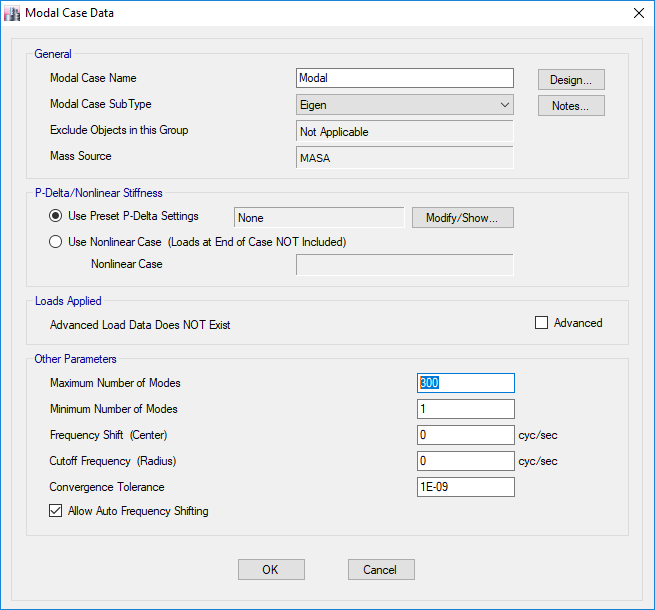 Modal Case Data
General
Modal Case Name Modal Design...
Modal Case SubType Eigen Notes...
Exclude Objects in this Group Not Applicable
Mass Source MASA
P-Delta/Nonlinear Stiffness
Use Preset P-Delta Settings None Modify/Show...
Use Nonlinear Case (Loads at End of Case NOT Included)
Nonlinear Case
Loads Applied
Advanced Load Data Does NOT Exist Advanced
Other Parameters
Maximum Number of Modes 300
Minimum Number of Modes 1
Frequency Shift (Center) 0 cyc/sec
Cutoff Frequency (Radius) 0 cyc/sec
Convergence Tolerance 1E-09
Allow Auto Frequency Shifting
OK Cancel